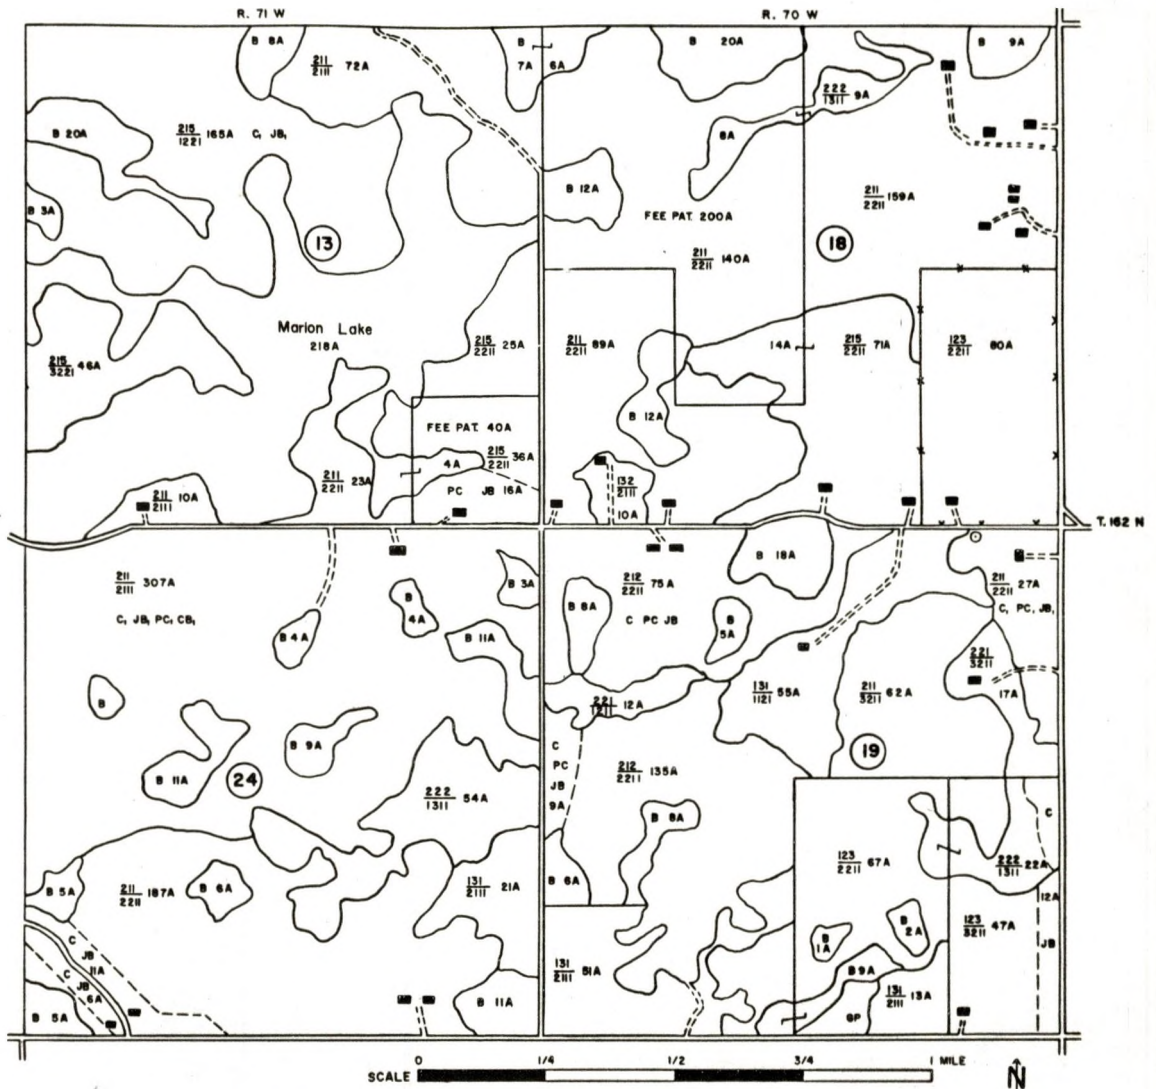 R. 71 W
R. 70 W
B 8A
211
2111 72A
B
7A 6A
B 20A
B 9A
222
1311 9A
8A
B 20A
215
1221 165A C, JB,
B 3A
B 12A
211
2211 159A
FEE PAT. 200A
13
18
211
2211 140A
Marion Lake
218A
215
3221 46A
215
2211 25A
211
2211 89A
14A
215
2211 71A
123
2211 80A
B 12A
FEE PAT. 40A
215
2211 36A
4A
211
2211 23A
PC JB 16A
211
2111 10A
132
2111
10A
T. 162 N
211
2111 307A
C, JB, PC, CB,
B 3A
B
4A
B 4A
B 11A
212
2211 75A
C PC JB
B 8A
B 18A
B
5A
211
2211 27A
C, PC, JB,
221
3211
17A
B
B 9A
B 11A
24
222
1311 54A
221
1211 12A
131
1121 55A
211
3211 62A
19
C
PC
JB
9A
212
2211 135A
B 8A
C
B 5A
211
2211 187A
B 6A
131
2111 21A
B 6A
123
2211 67A
222
1311 22A
12A
123
3211 47A
B
1A
B
2A
JB
C
JB
11A
C
JB
6A
B 5A
B 11A
131
2111 51A
B 9A
131
2111 13A
GP
0 1/4 1/2 3/4 1 MILE
SCALE
N